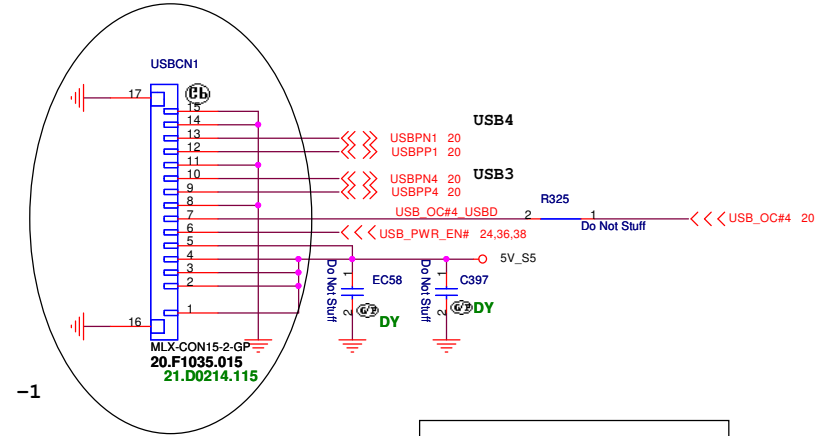 USBCN1
17
15
14
13
12
11
10
9
8
7
6
5
4
3
2
1
16
USB4
USBPN1 20
USBPP1 20
USB3
USBPN4 20
USBPP4 20
R325
USB_OC#4_USBD
2
1
Do Not Stuff
USB_OC#4 20
USB_PWR_EN# 24,36,38
5V_S5
Do Not Stuff
1
EC58
2
DY
Do Not Stuff
1
C397
2
DY
MLX-CON15-2-GP
20.F1035.015
21.D0214.115
-1